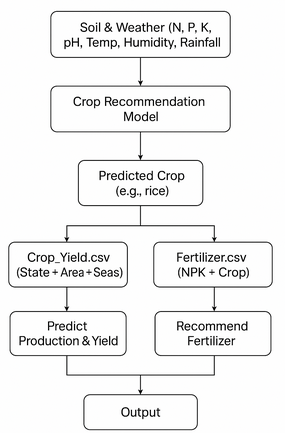 Soil & Weather (N, P, K,
pH, Temp, Humidity, Rainfall
Crop Recommendation
Model
Predicted Crop
(e.g., rice)
Crop_Yield.csv
(State + Area + Seas)
Fertilizer.csv
(NPK + Crop)
Predict
Production & Yield
Recommend
Fertilizer
Output